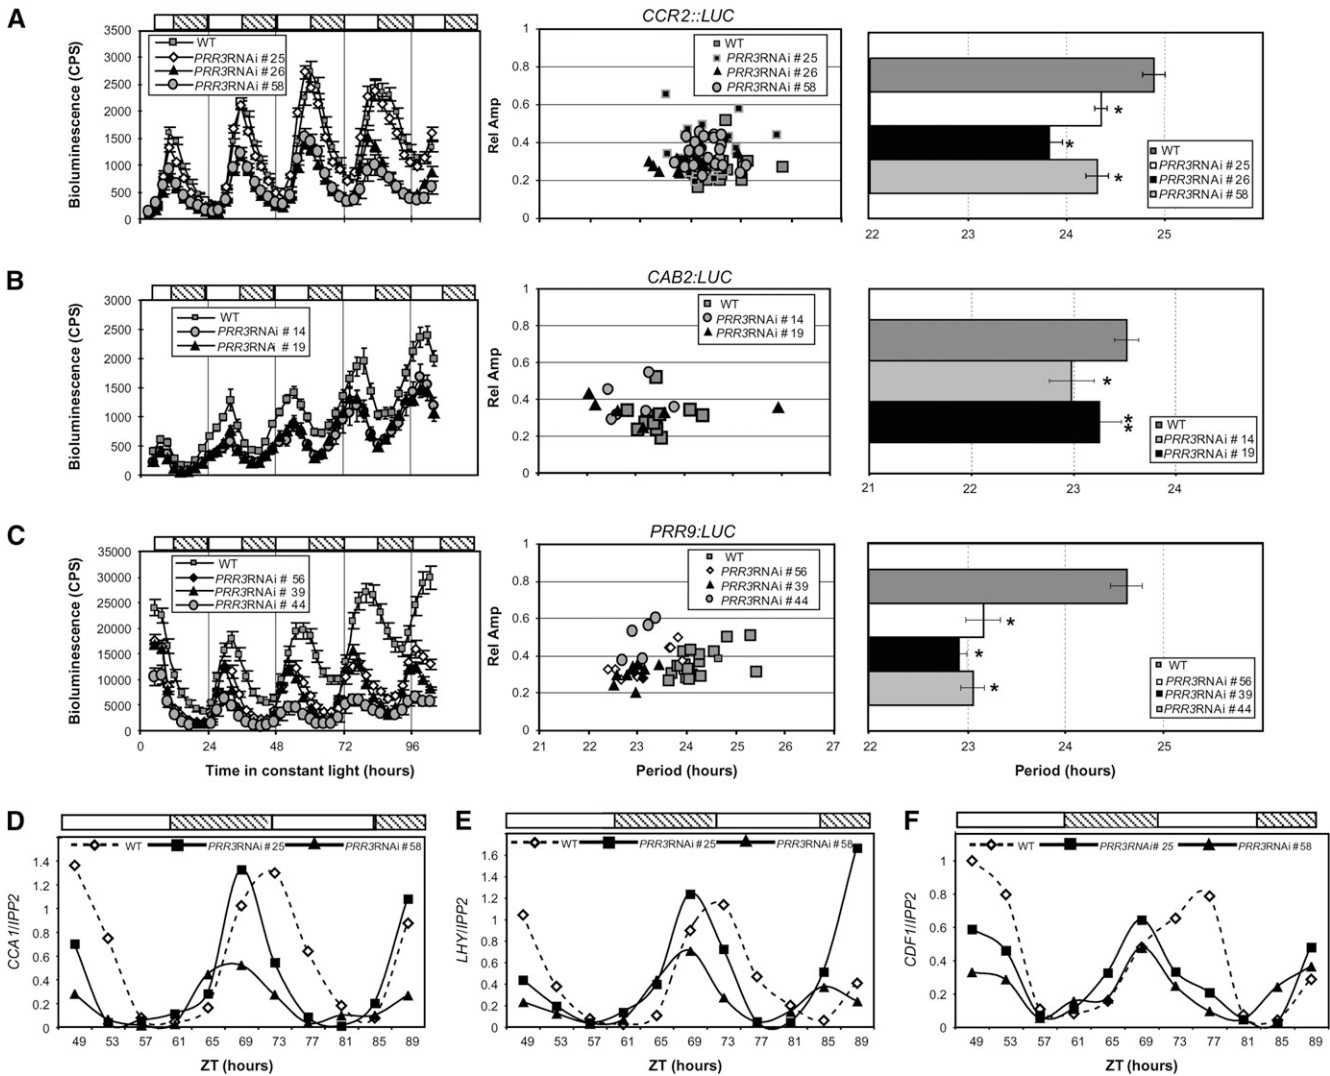 A
CCR2::LUC
Bioluminescence (CPS)
3500
3000
2500
2000
1500
1000
500
0
WT
PRR3RNAi # 25
PRR3RNAi # 26
PRR3RNAi # 58
Rel Amp
1
0.8
0.6
0.4
0.2
0
WT
PRR3RNAi # 25
PRR3RNAi # 26
PRR3RNAi # 58
*
*
*
WT
PRR3RNAi # 25
PRR3RNAi # 26
PRR3RNAi # 58
22 23 24 25
B
CAB2:LUC
Bioluminescence (CPS)
3000
2500
2000
1500
1000
500
0
WT
PRR3RNAi # 14
PRR3RNAi # 19
Rel Amp
1
0.8
0.6
0.4
0.2
0
WT
PRR3RNAi # 14
PRR3RNAi # 19
*
**
WT
PRR3RNAi # 14
PRR3RNAi # 19
21 22 23 24
C
PRR9:LUC
Bioluminescence (CPS)
35000
30000
25000
20000
15000
10000
5000
0
WT
PRR3RNAi # 56
PRR3RNAi # 39
PRR3RNAi # 44
0 24 48 72 96
Time in constant light (hours)
Rel Amp
1
0.8
0.6
0.4
0.2
0
WT
PRR3RNAi # 56
PRR3RNAi # 39
PRR3RNAi # 44
21 22 23 24 25 26 27
Period (hours)
*
*
*
WT
PRR3RNAi # 56
PRR3RNAi # 39
PRR3RNAi # 44
22 23 24 25
Period (hours)
D
WT PRR3RNAi # 25 PRR3RNAi # 58
CCA1/IPP2
1.4
1.2
1
0.8
0.6
0.4
0.2
0
49 53 57 61 65 69 73 77 81 85 89
ZT (hours)
E
WT PRR3RNAi # 25 PRR3RNAi # 58
LHY/IPP2
1.6
1.4
1.2
1
0.8
0.6
0.4
0.2
0
49 53 57 61 65 69 73 77 81 85 89
ZT (hours)
F
WT PRR3RNAi # 25 PRR3RNAi # 58
CDF1/IPP2
1
0.8
0.6
0.4
0.2
0
49 53 57 61 65 69 73 77 81 85 89
ZT (hours)